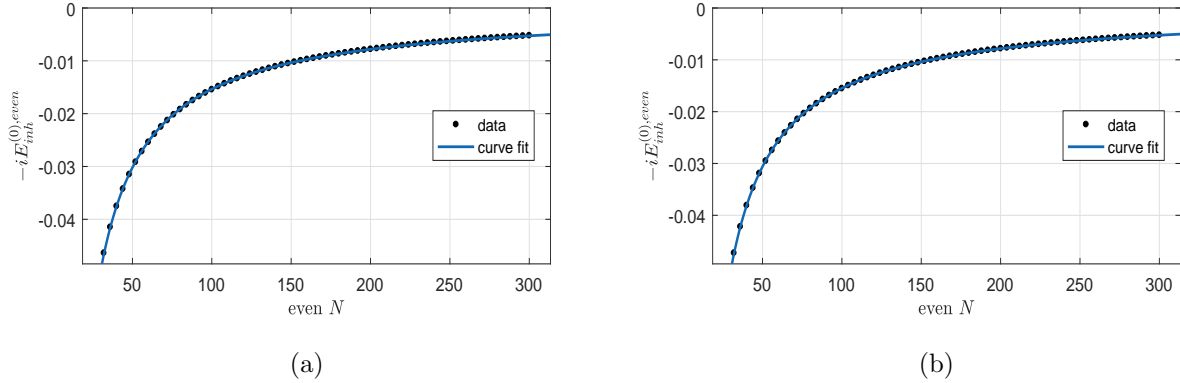 0
-0.01
-0.02
-0.03
-0.04
$-iE_{inh}^{(0),even}$
data
curve fit
50 100 150 200 250 300
even $N$
(a)
0
-0.01
-0.02
-0.03
-0.04
$-iE_{inh}^{(0),even}$
data
curve fit
50 100 150 200 250 300
even $N$
(b)